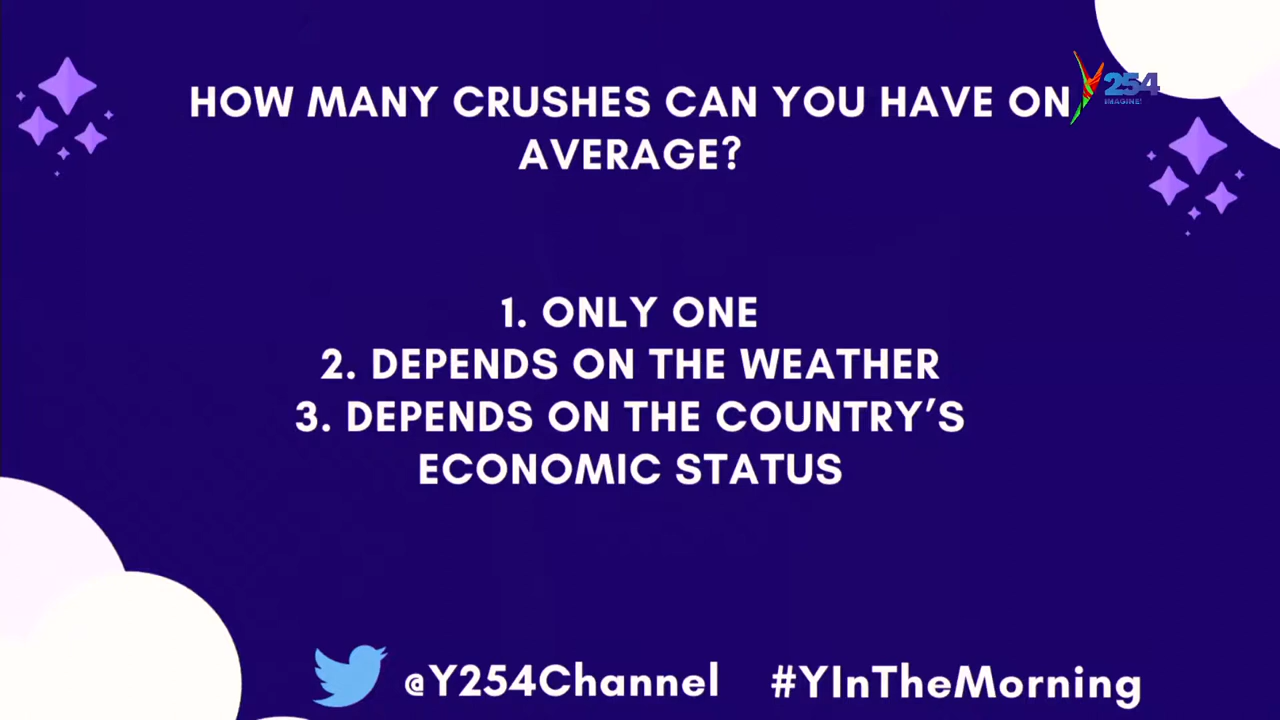 HOW MANY CRUSHES CAN YOU HAVE ON
AVERAGE?
Y254
IMAGINE!
1. ONLY ONE
2. DEPENDS ON THE WEATHER
3. DEPENDS ON THE COUNTRY’S
ECONOMIC STATUS
@Y254Channel #YInTheMorning